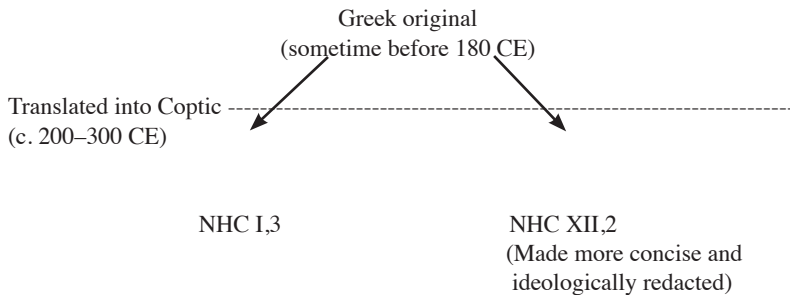 Greek original
(sometime before 180 CE)
Translated into Coptic
(c. 200–300 CE)
NHC I,3
NHC XII,2
(Made more concise and
ideologically redacted)